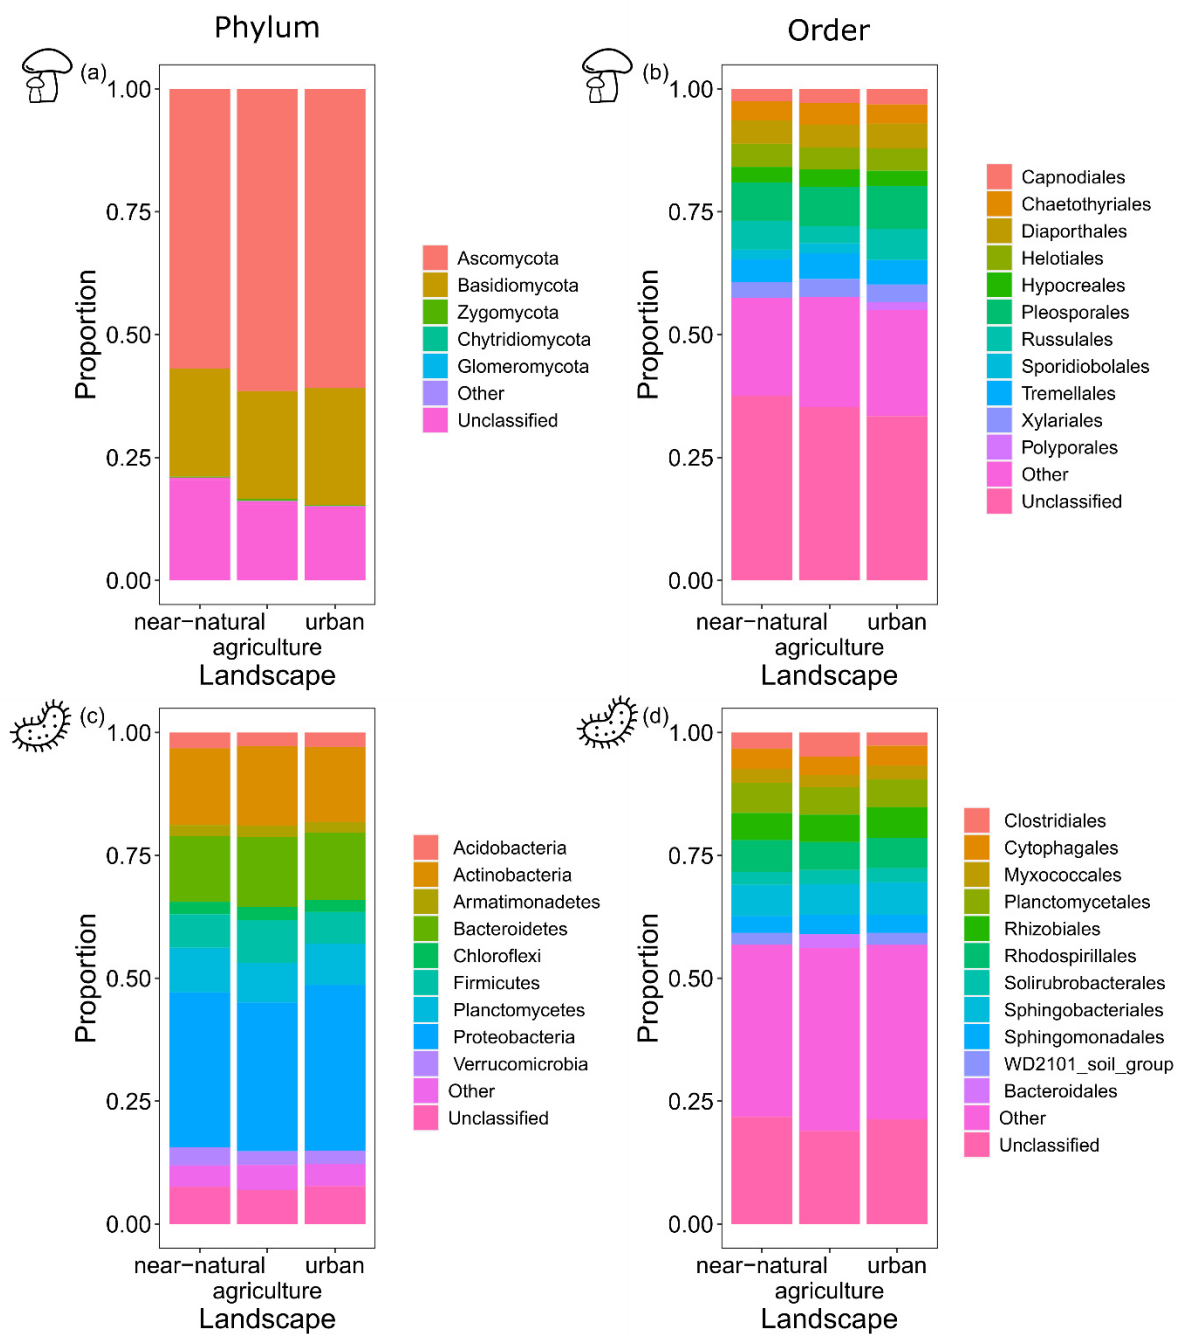 Phylum
Order
(a)
1.00
0.75
0.50
0.25
0.00
Proportion
near−natural
agriculture
urban
Landscape
Ascomycota
Basidiomycota
Zygomycota
Chytridiomycota
Glomeromycota
Other
Unclassified
(b)
1.00
0.75
0.50
0.25
0.00
Proportion
near−natural
agriculture
urban
Landscape
Capnodiales
Chaetothyriales
Diaporthales
Helotiales
Hypocreales
Pleosporales
Russulales
Sporidiobolales
Tremellales
Xylariales
Polyporales
Other
Unclassified
(c)
1.00
0.75
0.50
0.25
0.00
Proportion
near−natural
agriculture
urban
Landscape
Acidobacteria
Actinobacteria
Armatimonadetes
Bacteroidetes
Chloroflexi
Firmicutes
Planctomycetes
Proteobacteria
Verrucomicrobia
Other
Unclassified
(d)
1.00
0.75
0.50
0.25
0.00
Proportion
near−natural
agriculture
urban
Landscape
Clostridiales
Cytophagales
Myxococcales
Planctomycetales
Rhizobiales
Rhodospirillales
Solirubrobacterales
Sphingobacteriales
Sphingomonadales
WD2101_soil_group
Bacteroidales
Other
Unclassified